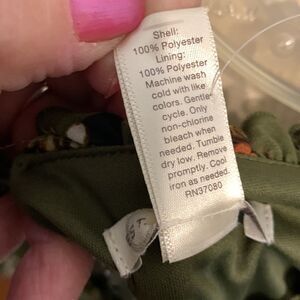 Shell:
100% Polyester
Lining:
100% Polyester
Machine wash
cold with like
colors. Gentle
cycle. Only
non-chlorine
bleach when
needed. Tumble
dry low. Remove
promptly. Cool
iron as needed.
RN37080